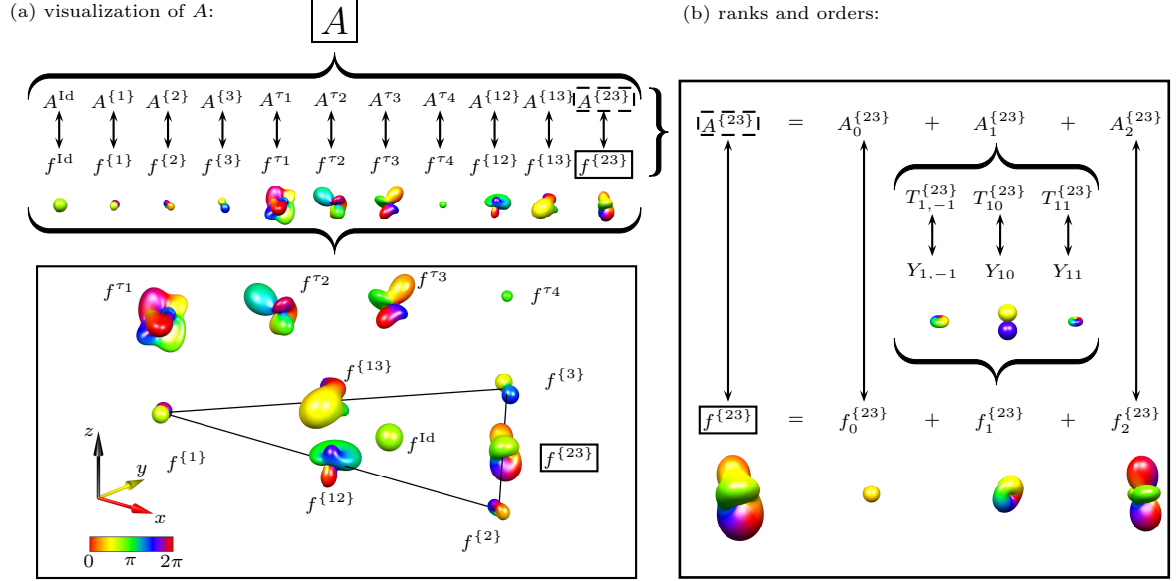 (a) visualization of A:
A
A^{Id} A^{{1}} A^{{2}} A^{{3}} A^{τ1} A^{τ2} A^{τ3} A^{τ4} A^{{12}} A^{{13}} A^{{23}}
f^{Id} f^{{1}} f^{{2}} f^{{3}} f^{τ1} f^{τ2} f^{τ3} f^{τ4} f^{{12}} f^{{13}} f^{{23}}
f^{τ1} f^{τ2} f^{τ3} f^{τ4}
f^{{13}} f^{{3}}
f^{Id}
f^{{1}} f^{{12}} f^{{23}}
f^{{2}}
z
y
x
0 π 2π
(b) ranks and orders:
A^{{23}} = A_0^{{23}} + A_1^{{23}} + A_2^{{23}}
T_{1,-1}^{{23}} T_{10}^{{23}} T_{11}^{{23}}
Y_{1,-1} Y_{10} Y_{11}
f^{{23}} = f_0^{{23}} + f_1^{{23}} + f_2^{{23}}